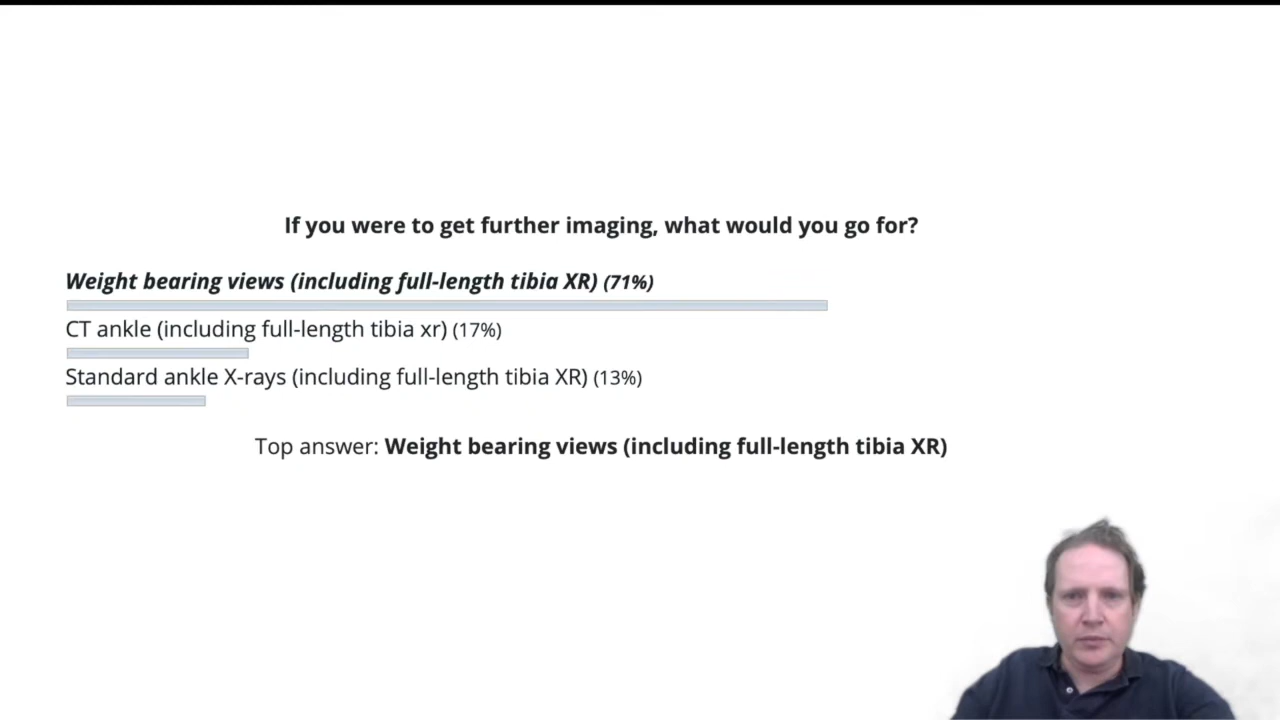 If you were to get further imaging, what would you go for?
Weight bearing views (including full-length tibia XR) (71%)
CT ankle (including full-length tibia xr) (17%)
Standard ankle X-rays (including full-length tibia XR) (13%)
Top answer: Weight bearing views (including full-length tibia XR)